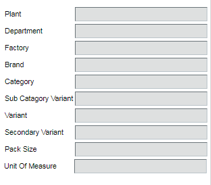 Plant
Department
Factory
Brand
Category
Sub Catagory Variant
Variant
Secondary Variant
Pack Size
Unit Of Measure